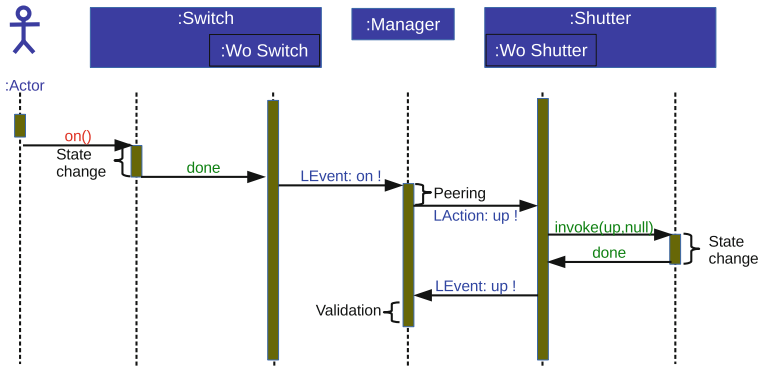 :Switch
:Wo Switch
:Manager
:Shutter
:Wo Shutter
:Actor
on()
State
change
done
LEvent: on !
Peering
LAction: up !
invoke(up,null)
done
State
change
LEvent: up !
Validation